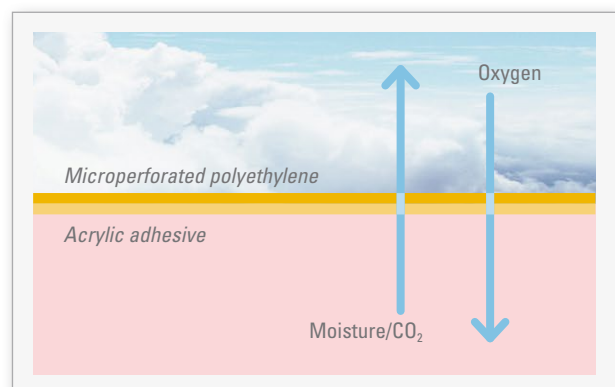 Oxygen
Microperforated polyethylene
Acrylic adhesive
Moisture/CO₂